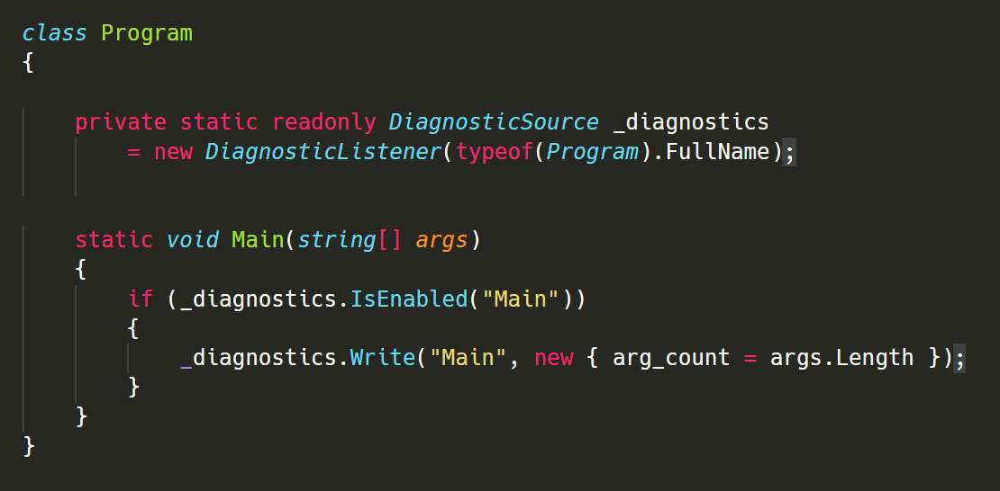 class Program
{
    private static readonly DiagnosticSource _diagnostics
        = new DiagnosticListener(typeof(Program).FullName);
    static void Main(string[] args)
    {
        if (_diagnostics.IsEnabled("Main"))
        {
            _diagnostics.Write("Main", new { arg_count = args.Length });
        }
    }
}